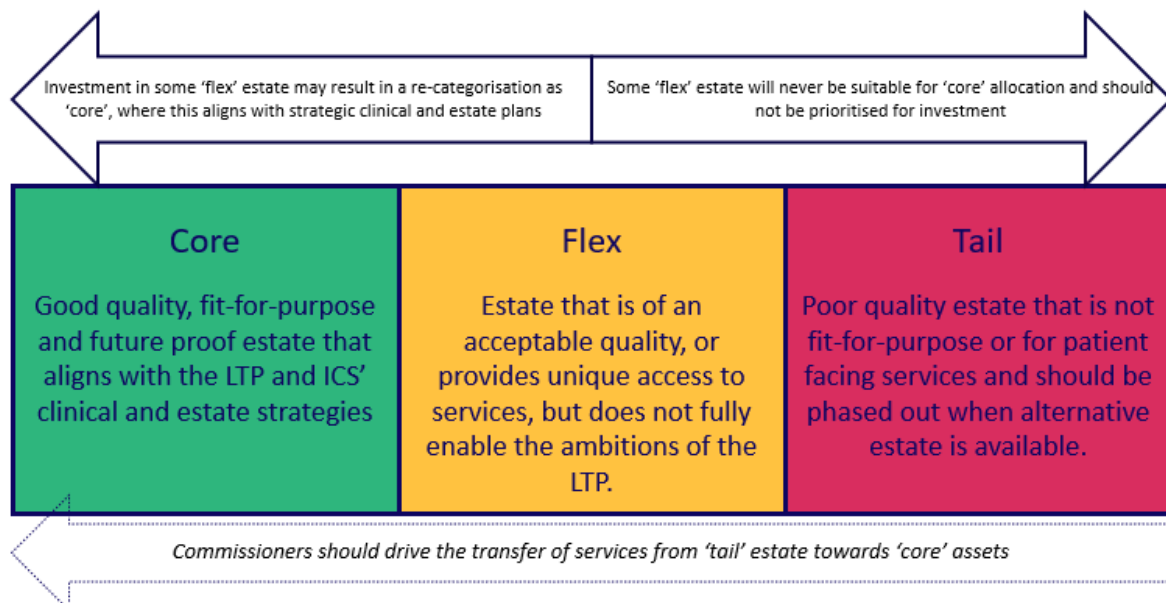 Investment in some ‘flex’ estate may result in a re-categorisation as
‘core’, where this aligns with strategic clinical and estate plans
Some ‘flex’ estate will never be suitable for ‘core’ allocation and should
not be prioritised for investment
Core
Good quality, fit-for-purpose
and future proof estate that
aligns with the LTP and ICS’
clinical and estate strategies
Flex
Estate that is of an
acceptable quality, or
provides unique access to
services, but does not fully
enable the ambitions of the
LTP.
Tail
Poor quality estate that is not
fit-for-purpose or for patient
facing services and should be
phased out when alternative
estate is available.
Commissioners should drive the transfer of services from ‘tail’ estate towards ‘core’ assets